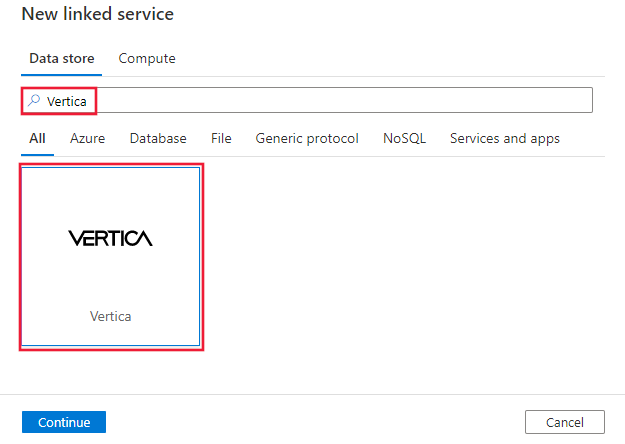 New linked service
Data store Compute
Vertica
All Azure Database File Generic protocol NoSQL Services and apps
VERTICA
Vertica
Continue Cancel